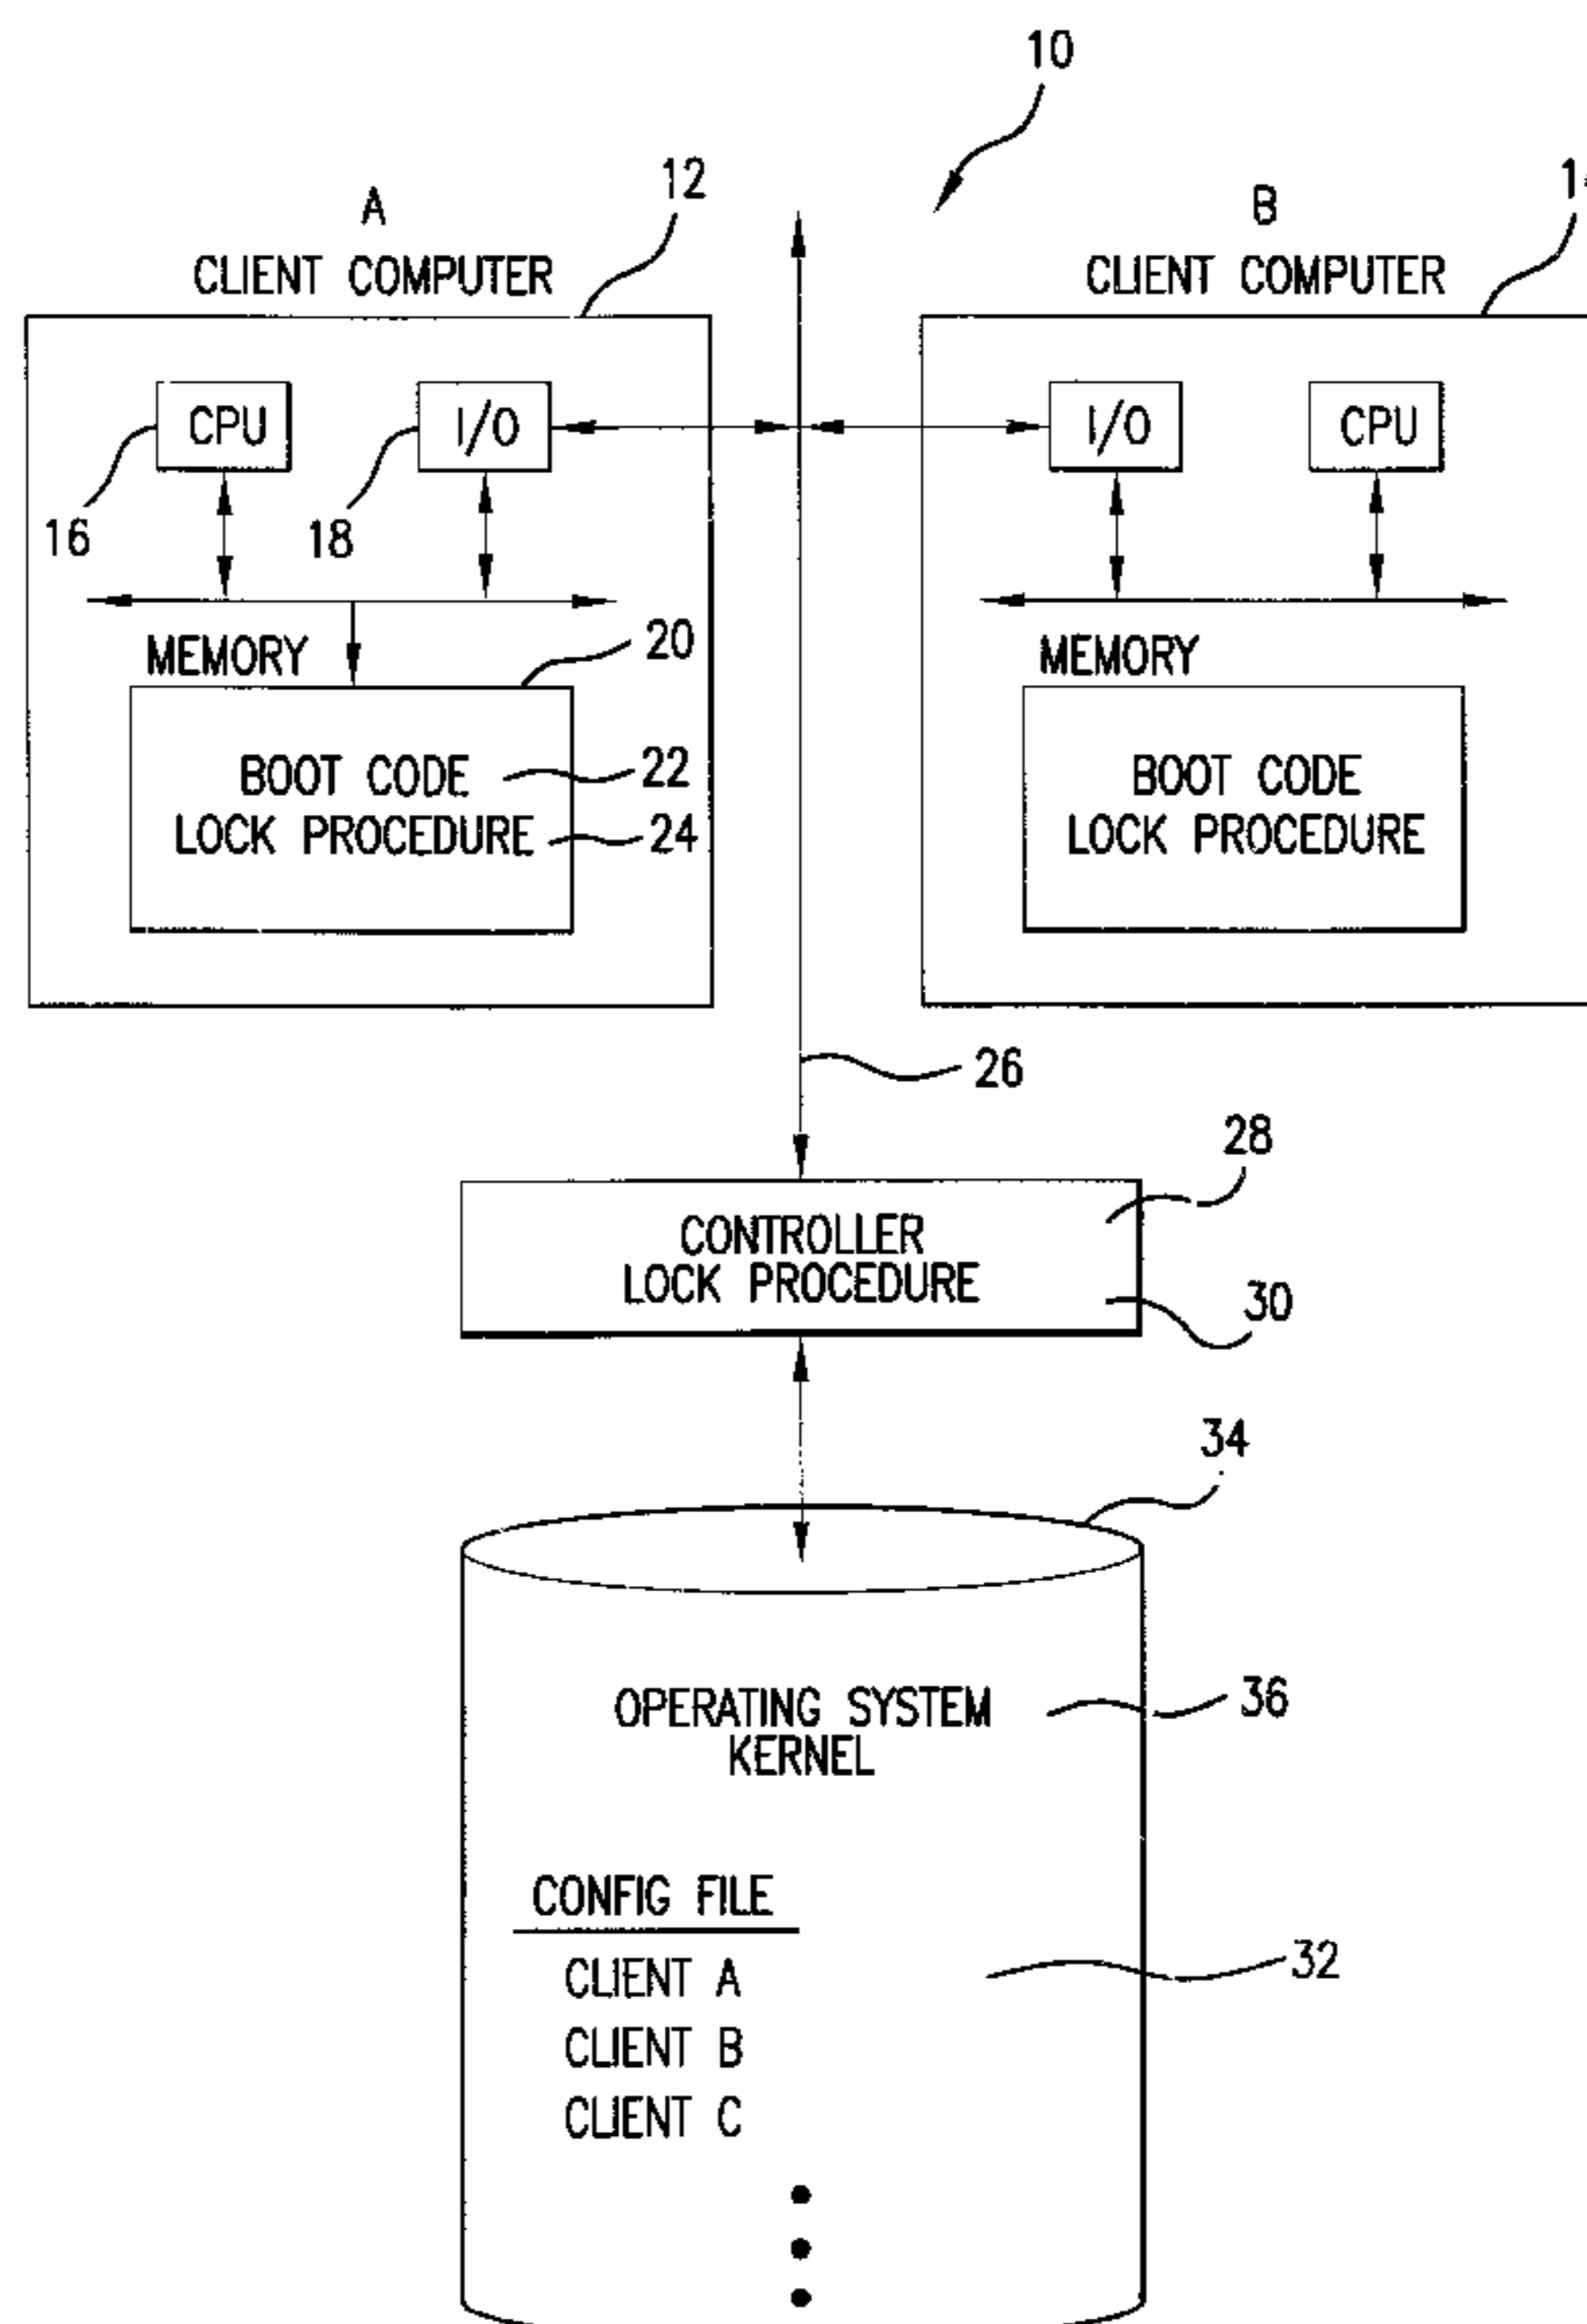 10
12
A
CLIENT COMPUTER
B
CLIENT COMPUTER
CPU
I/O
I/O
CPU
16
18
MEMORY
20
MEMORY
BOOT CODE
22
LOCK PROCEDURE
24
BOOT CODE
LOCK PROCEDURE
26
28
CONTROLLER
LOCK PROCEDURE
30
34
OPERATING SYSTEM
36
KERNEL
CONFIG FILE
CLIENT A
32
CLIENT B
CLIENT C